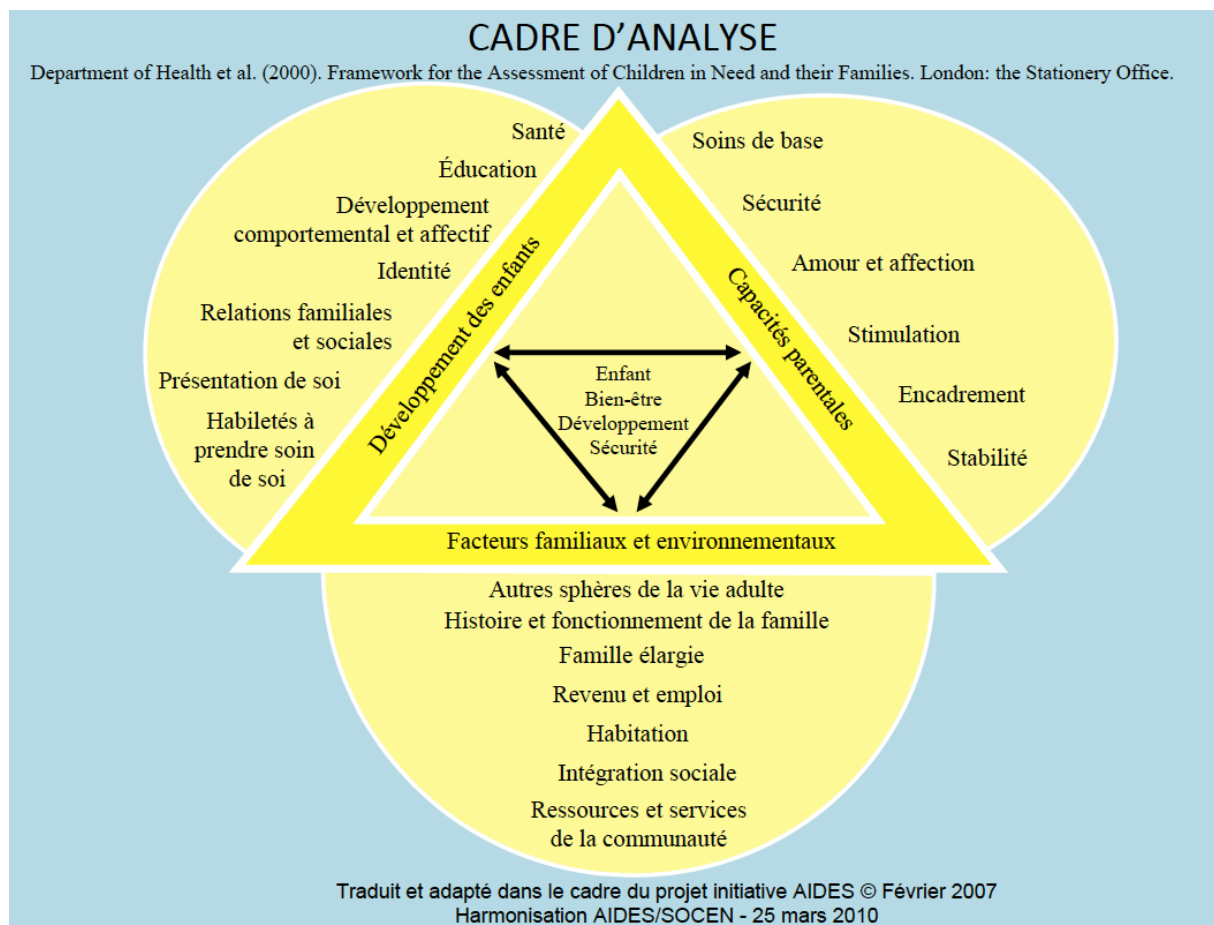 CADRE D'ANALYSE
Department of Health et al. (2000). Framework for the Assessment of Children in Need and their Families. London: the Stationery Office.
Santé
Éducation
Développement
comportemental et affectif
Identité
Relations familiales
et sociales
Présentation de soi
Habiletés à
prendre soin
de soi
Développement des enfants
Soins de base
Sécurité
Amour et affection
Stimulation
Encadrement
Stabilité
Capacités parentales
Enfant
Bien-être
Développement
Sécurité
Facteurs familiaux et environnementaux
Autres sphères de la vie adulte
Histoire et fonctionnement de la famille
Famille élargie
Revenu et emploi
Habitation
Intégration sociale
Ressources et services
de la communauté
Traduit et adapté dans le cadre du projet initiative AIDES © Février 2007
Harmonisation AIDES/SOCEN - 25 mars 2010